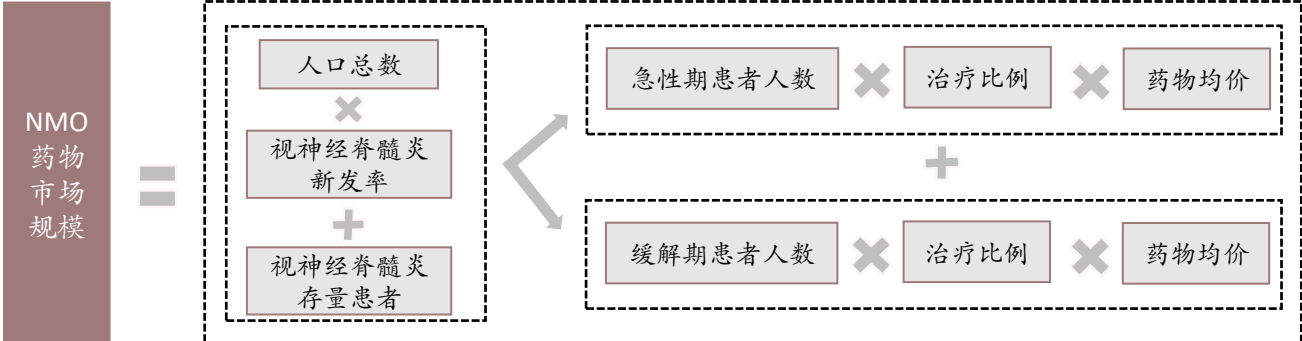 NMO
药物
市场
规模
=
人口总数
×
视神经脊髓炎
新发率
+
视神经脊髓炎
存量患者
急性期患者人数 × 治疗比例 × 药物均价
+
缓解期患者人数 × 治疗比例 × 药物均价